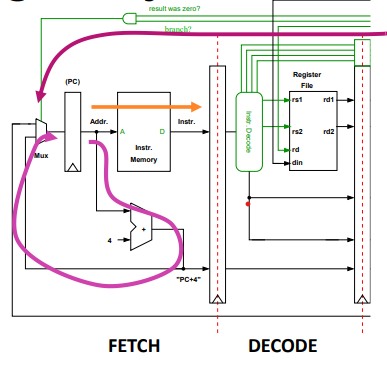 result was zero?
branch?
(PC)
Addr.
Instr.
A
D
Instr.
Memory
Mux
4
+
"PC+4"
Instr Decode
Register
File
rs1
rd1
rs2
rd2
rd
din
FETCH
DECODE